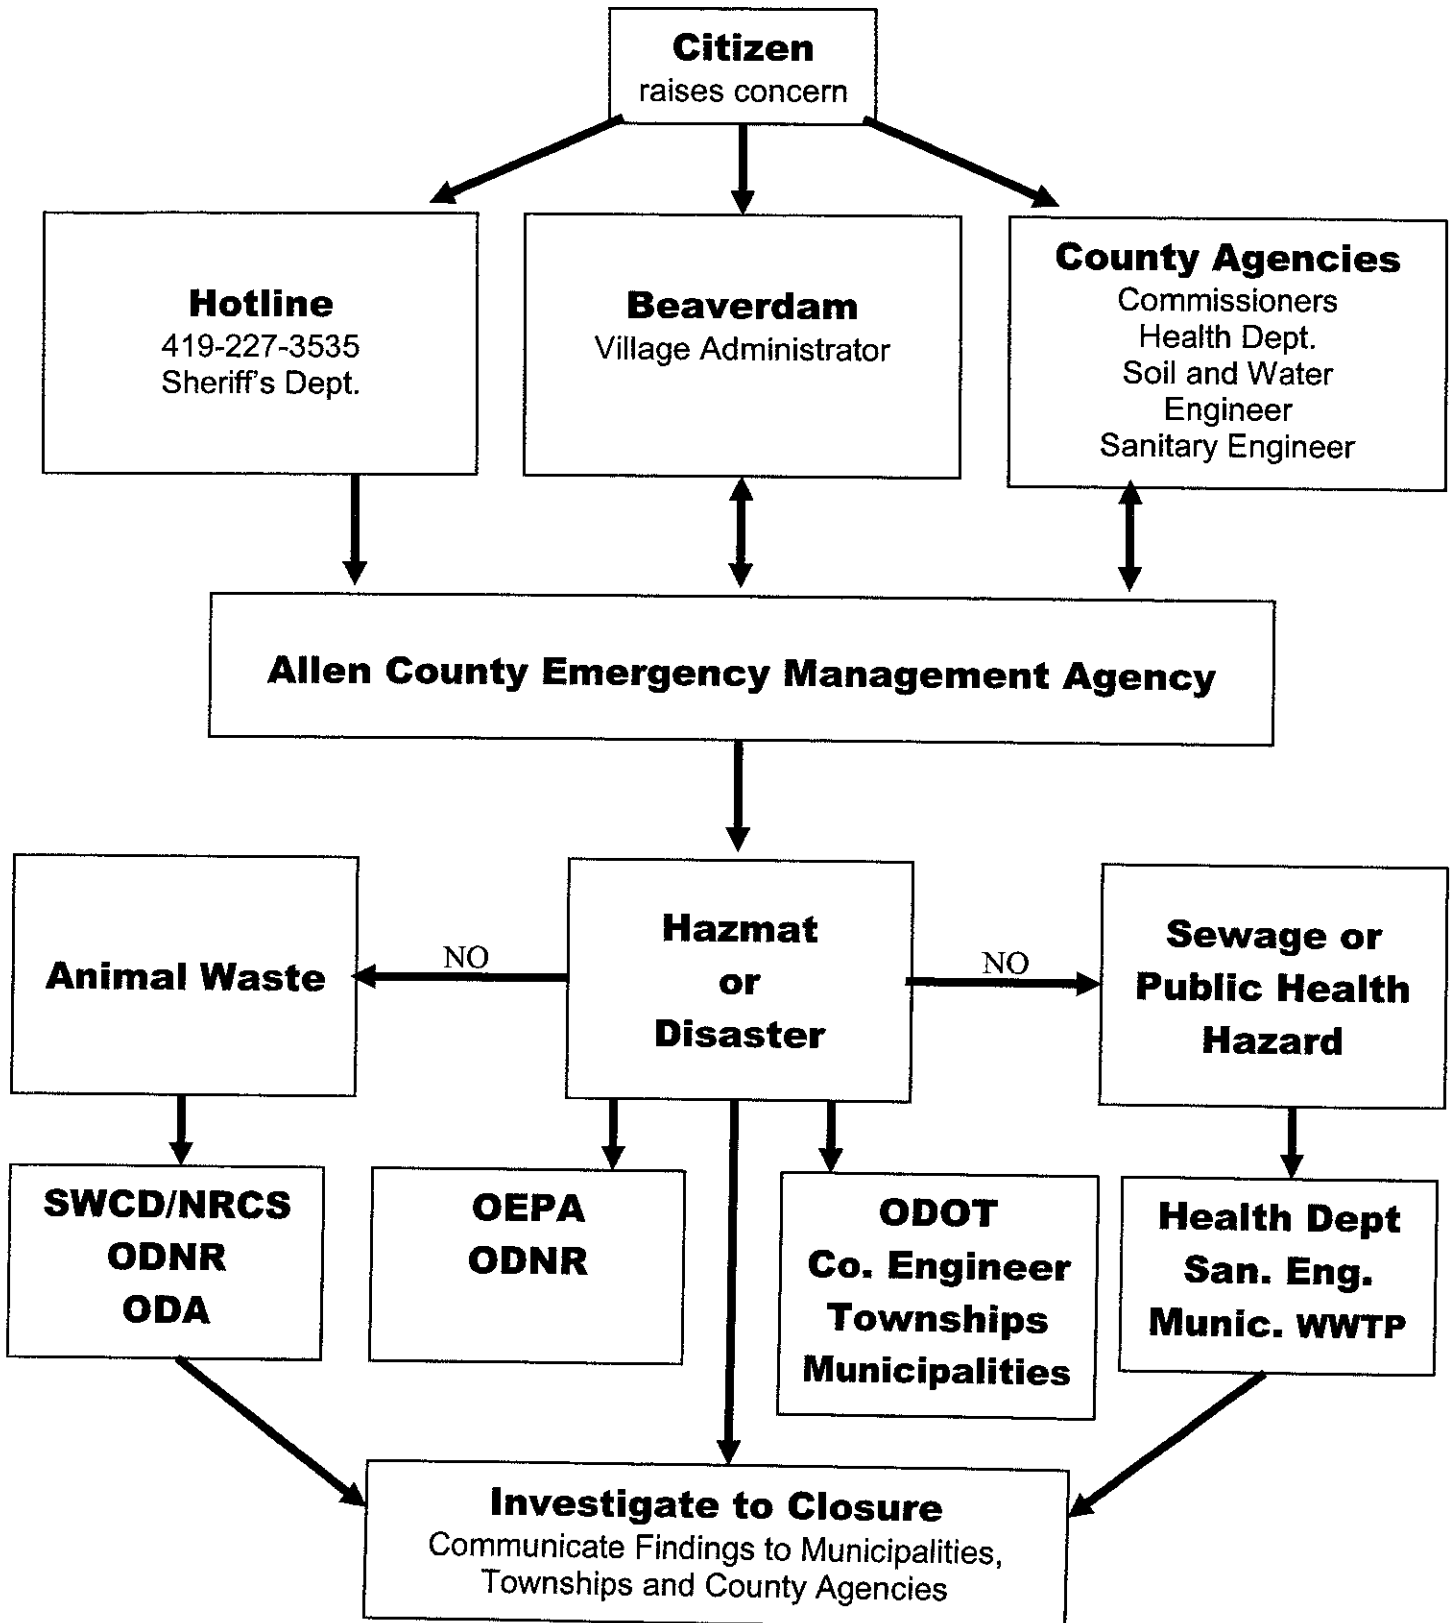 Citizen
raises concern
Hotline
419-227-3535
Sheriff's Dept.
Beaverdam
Village Administrator
County Agencies
Commissioners
Health Dept.
Soil and Water
Engineer
Sanitary Engineer
Allen County Emergency Management Agency
Animal Waste
NO
Hazmat
or
Disaster
NO
Sewage or
Public Health
Hazard
SWCD/NRCS
ODNR
ODA
OEPA
ODNR
ODOT
Co. Engineer
Townships
Municipalities
Health Dept
San. Eng.
Munic. WWTP
Investigate to Closure
Communicate Findings to Municipalities,
Townships and County Agencies